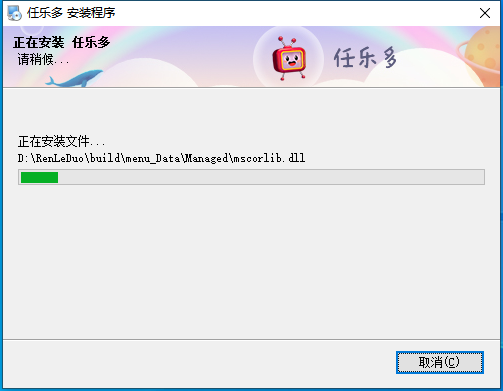 任乐多 安装程序
正在安装 任乐多
请稍候...
任乐多
正在安装文件...
D:\RenLeDuo\build\menu_Data\Managed\mscorlib.dll
取消(C)